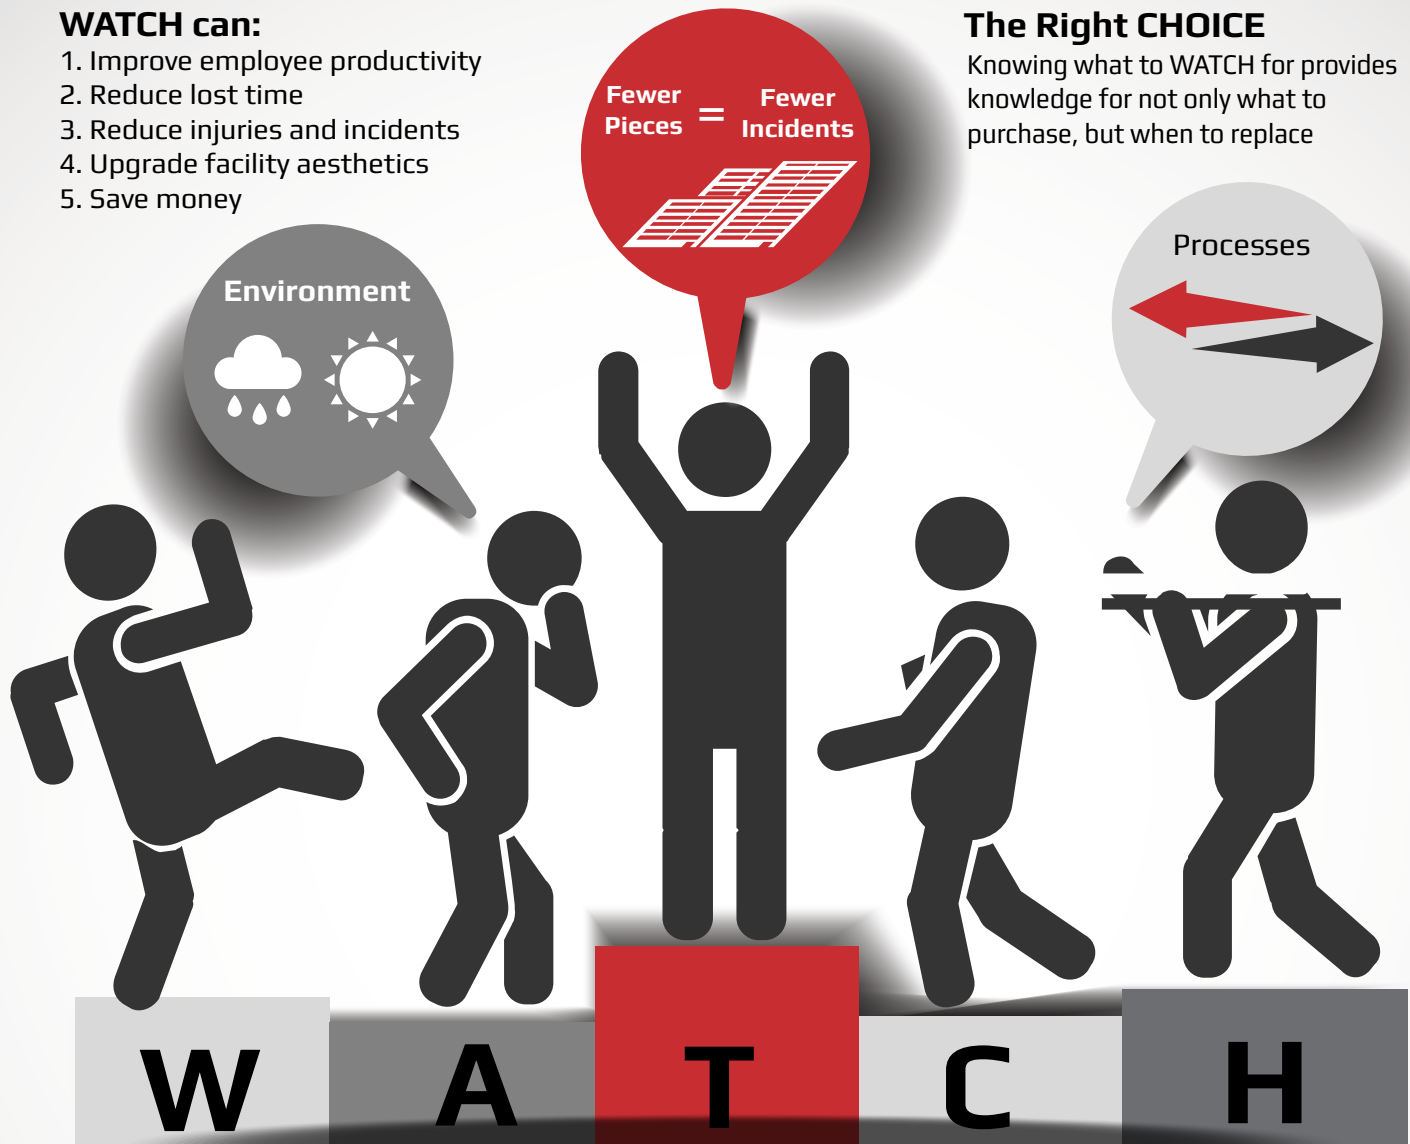 WATCH can:
1. Improve employee productivity
2. Reduce lost time
3. Reduce injuries and incidents
4. Upgrade facility aesthetics
5. Save money
Fewer
Pieces
=
Fewer
Incidents
The Right CHOICE
Knowing what to WATCH for provides
knowledge for not only what to
purchase, but when to replace
Environment
Processes
W A T C H